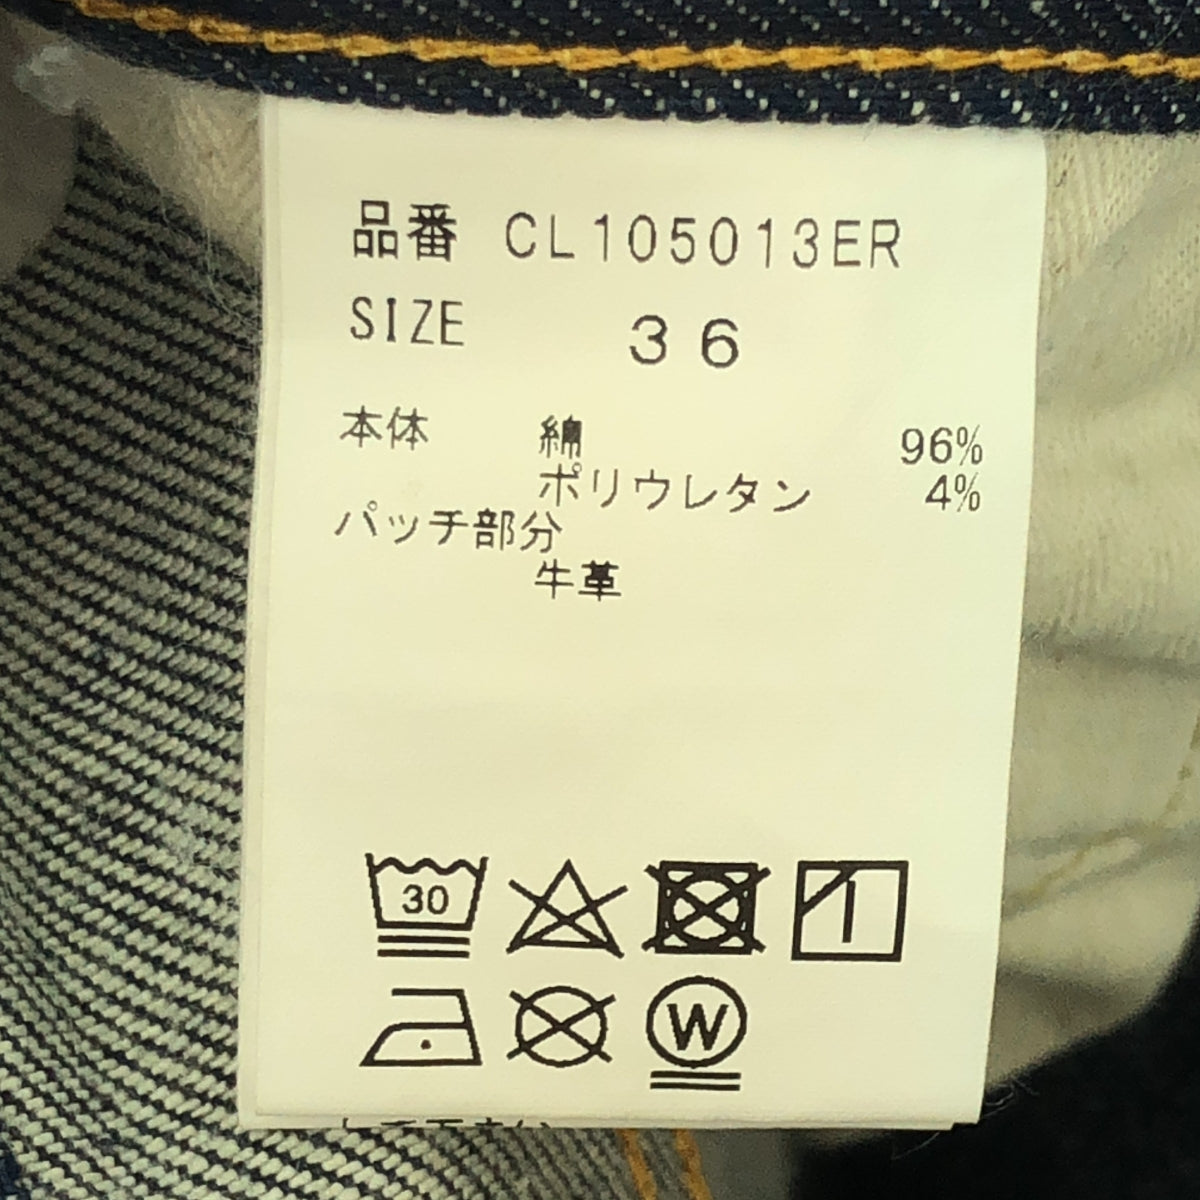 品番 CL105013ER
SIZE 36
本体 綿 96%
ポリウレタン 4%
パッチ部分
牛革
30
W